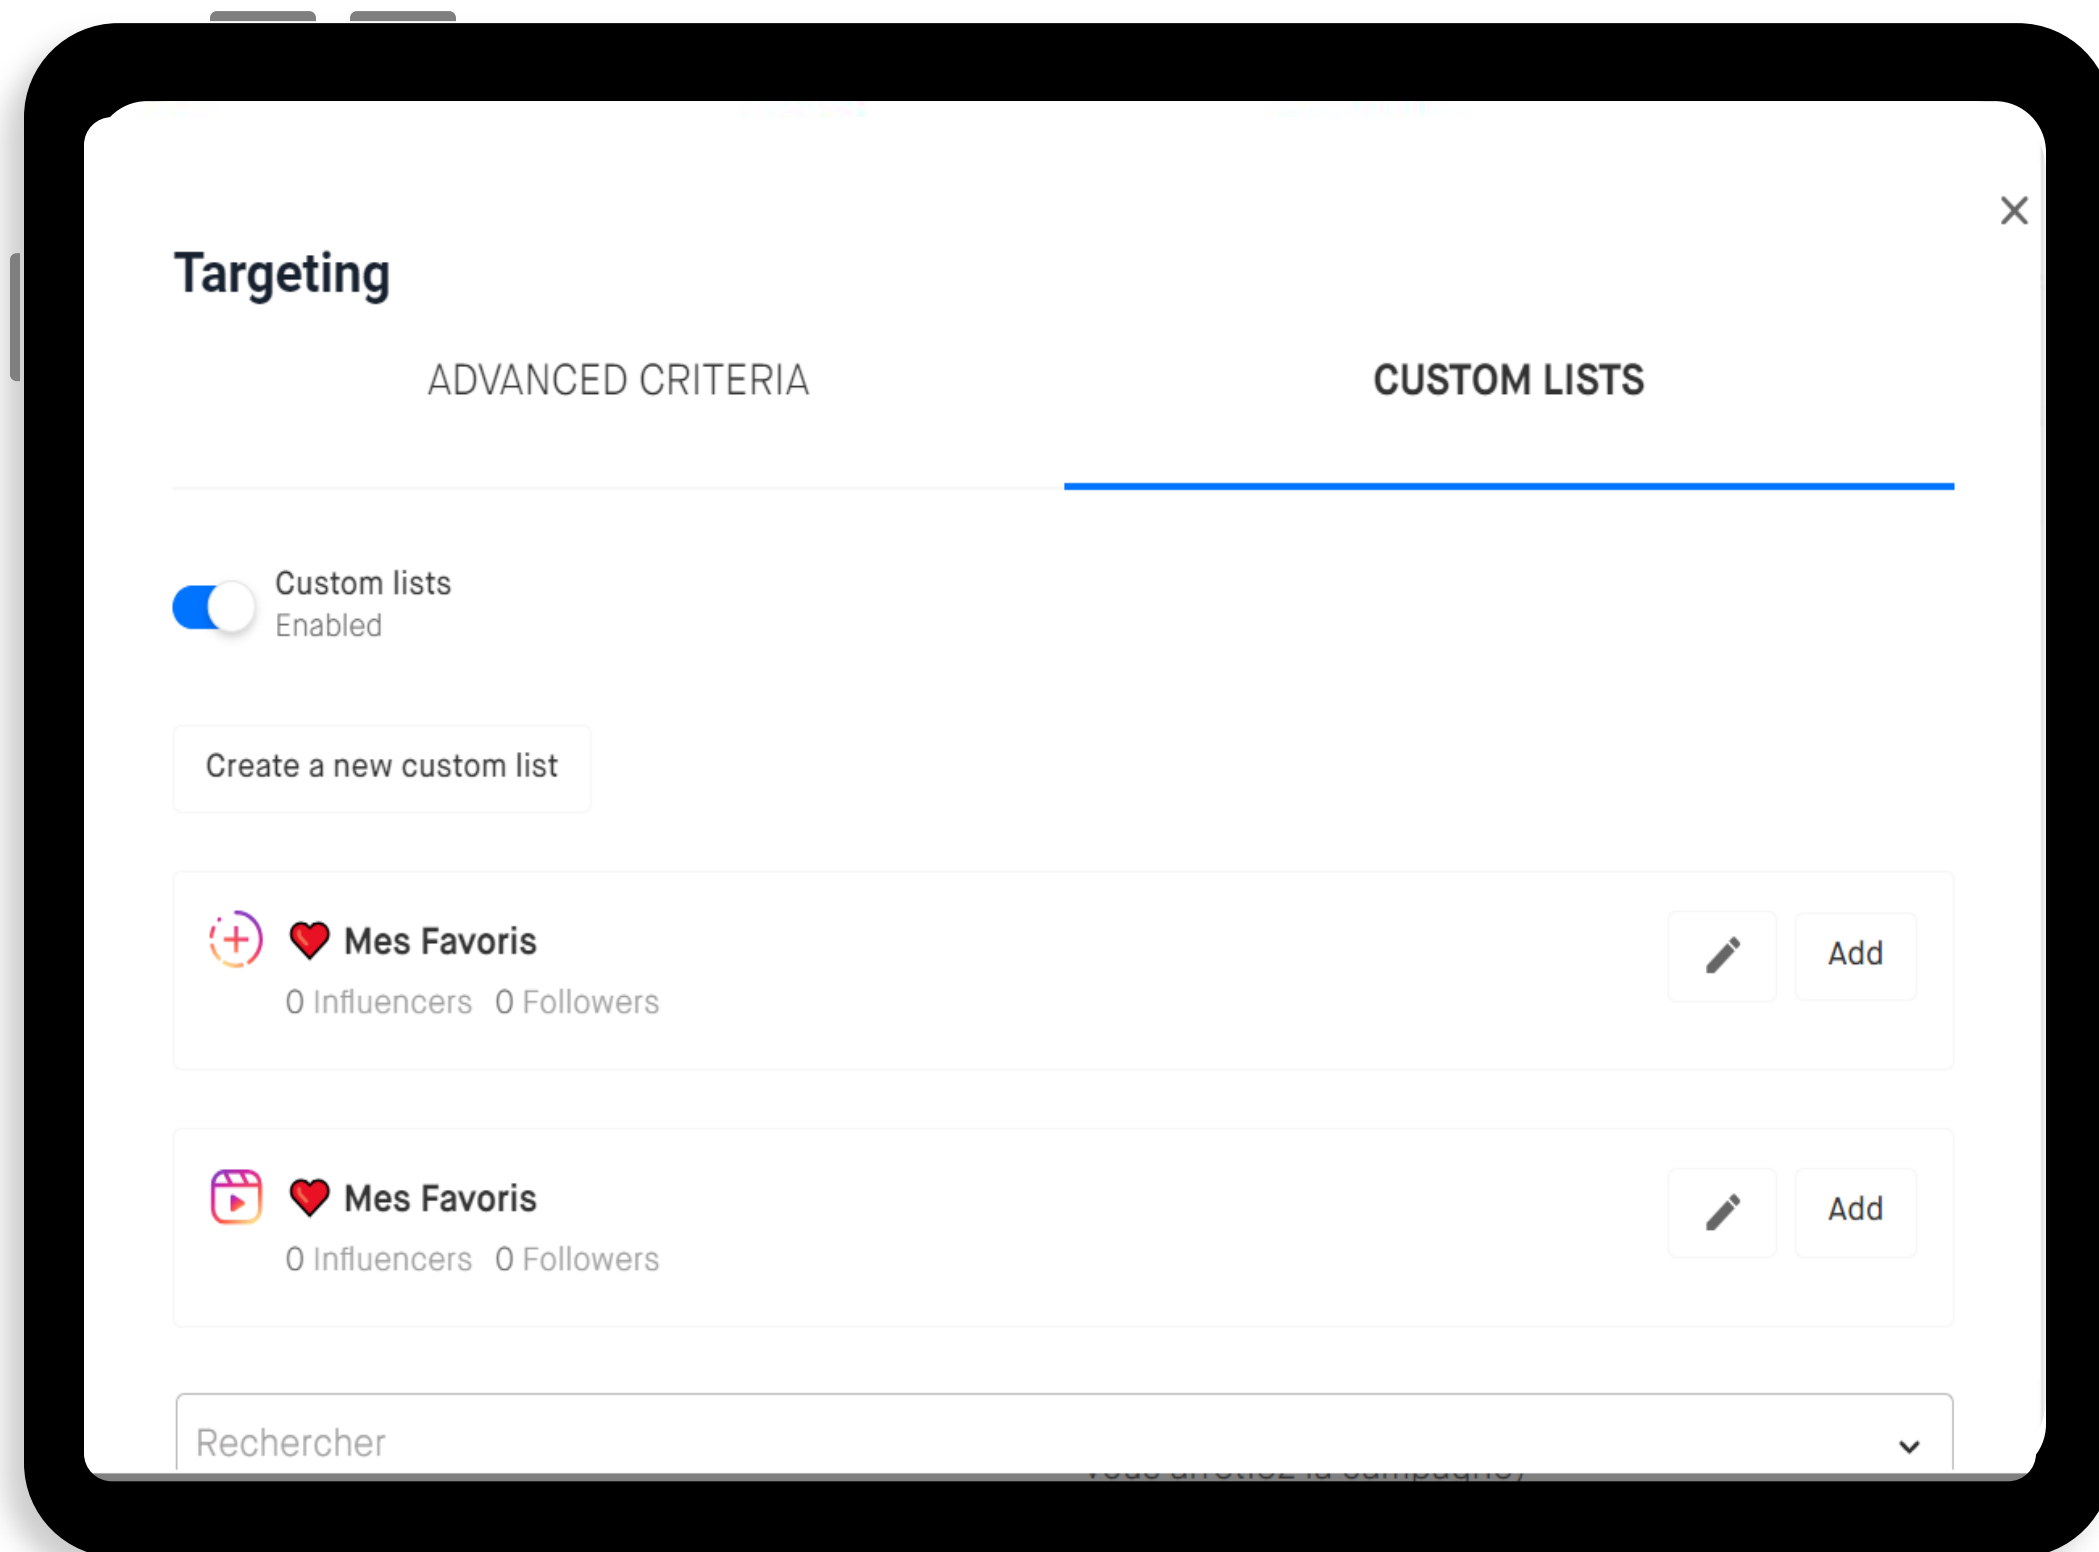 Targeting
ADVANCED CRITERIA
CUSTOM LISTS
Custom lists
Enabled
Create a new custom list
Mes Favoris
0 Influencers 0 Followers
Add
Mes Favoris
0 Influencers 0 Followers
Add
Rechercher